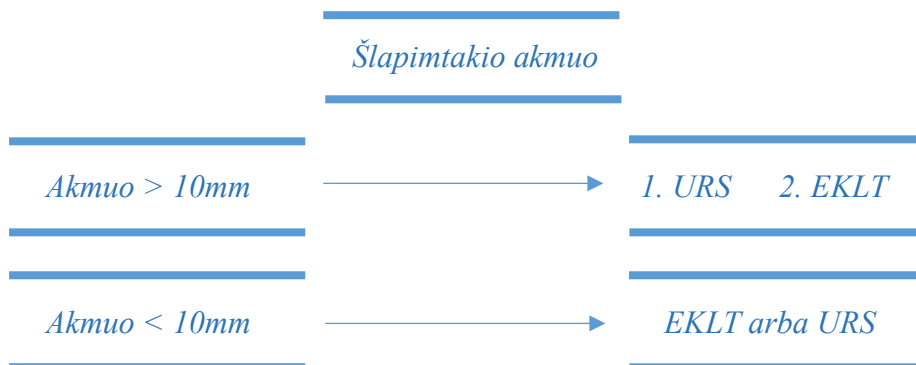 Šlapimtakio akmuo
Akmuo > 10mm
1. URS 2. EKLT
Akmuo < 10mm
EKLT arba URS